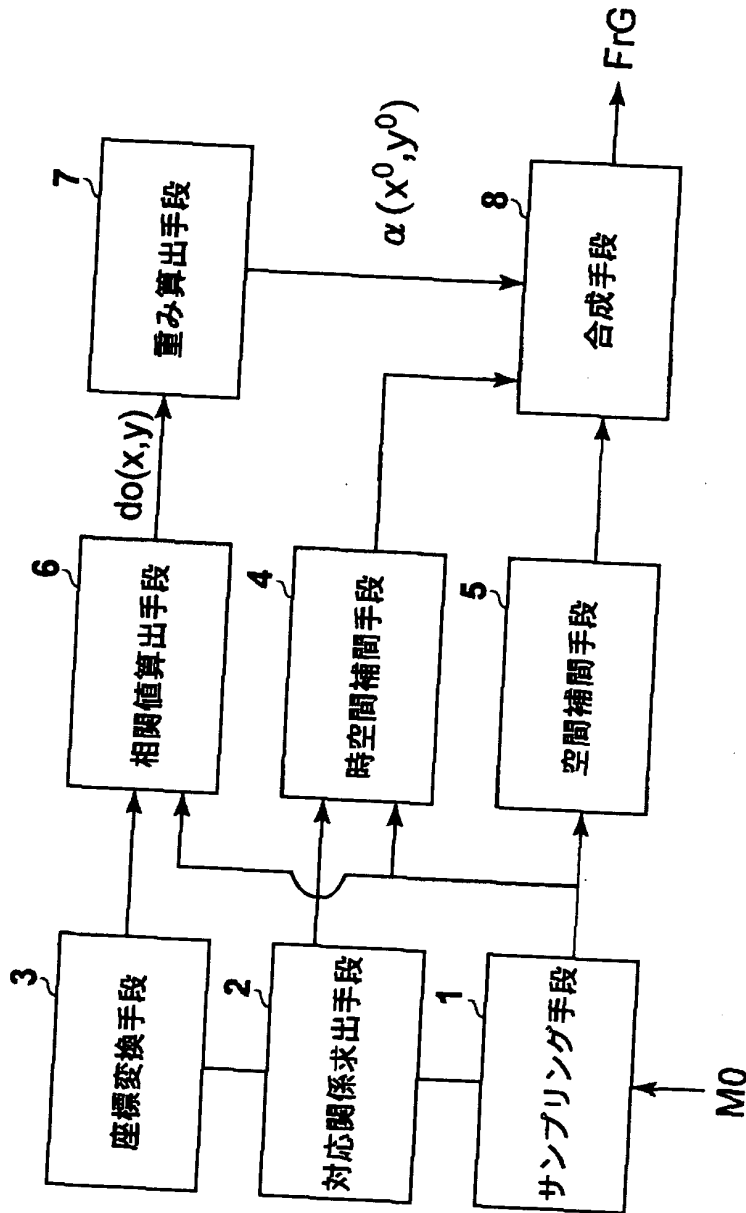 3
座標変換手段
2
対応関係求出手段
1
サンプリング手段
M0
6
相関値算出手段
do(x,y)
4
時空間補間手段
5
空間補間手段
7
重み算出手段
α(x⁰,y⁰)
8
合成手段
FrG